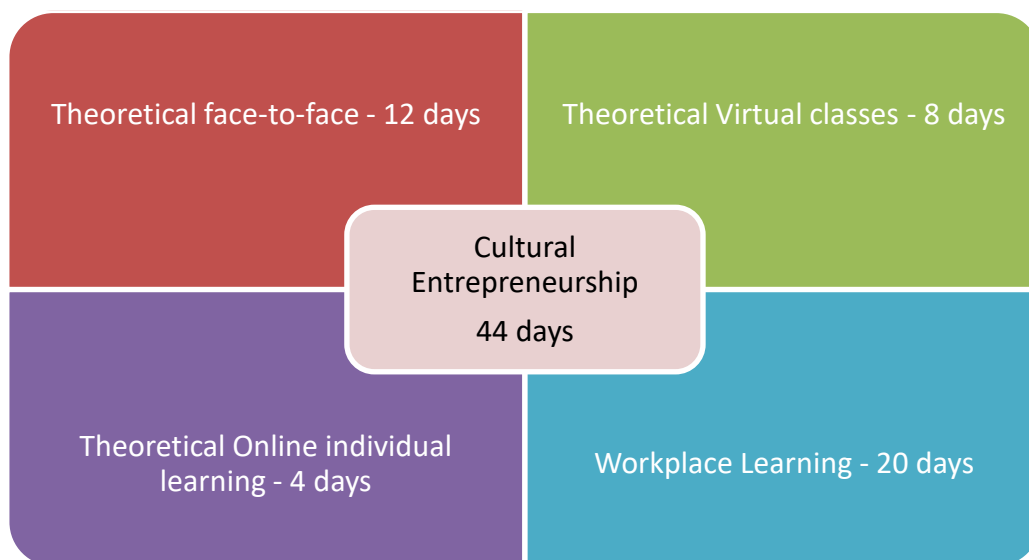 Theoretical face-to-face - 12 days
Theoretical Virtual classes - 8 days
Cultural
Entrepreneurship
44 days
Theoretical Online individual
learning - 4 days
Workplace Learning - 20 days